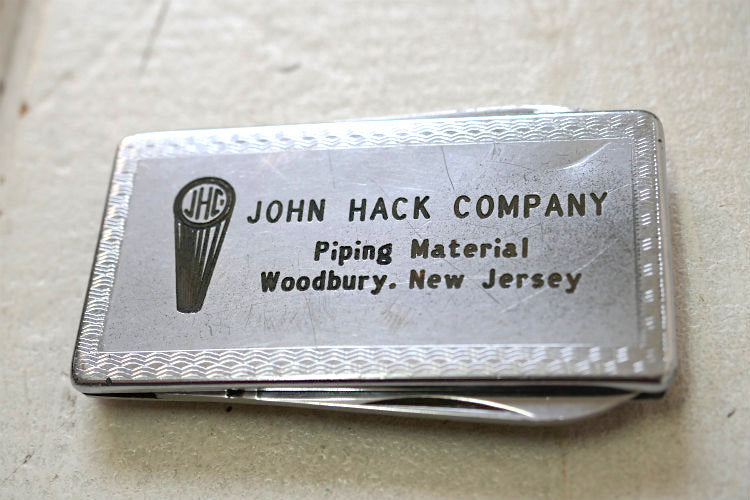 JHC
JOHN HACK COMPANY
Piping Material
Woodbury. New Jersey